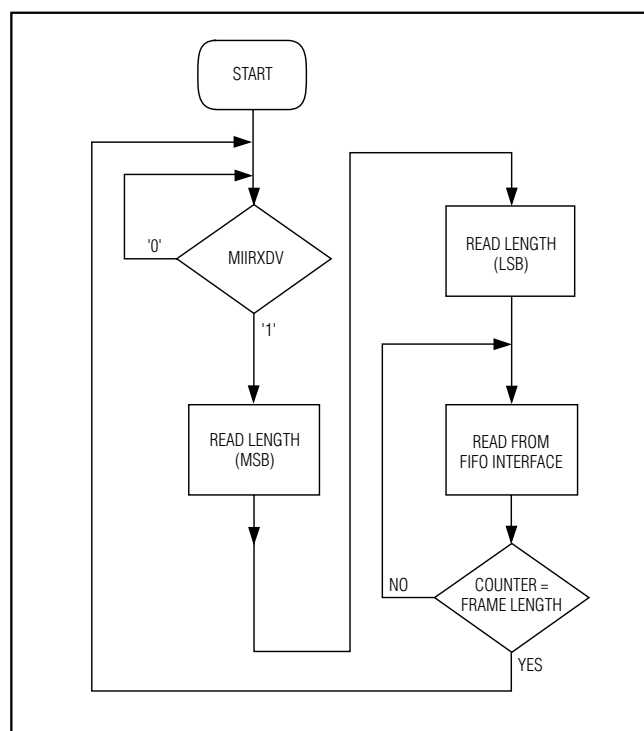 START
MIIRXDV
'0'
'1'
READ LENGTH
(MSB)
READ LENGTH
(LSB)
READ FROM
FIFO INTERFACE
COUNTER =
FRAME LENGTH
NO
YES